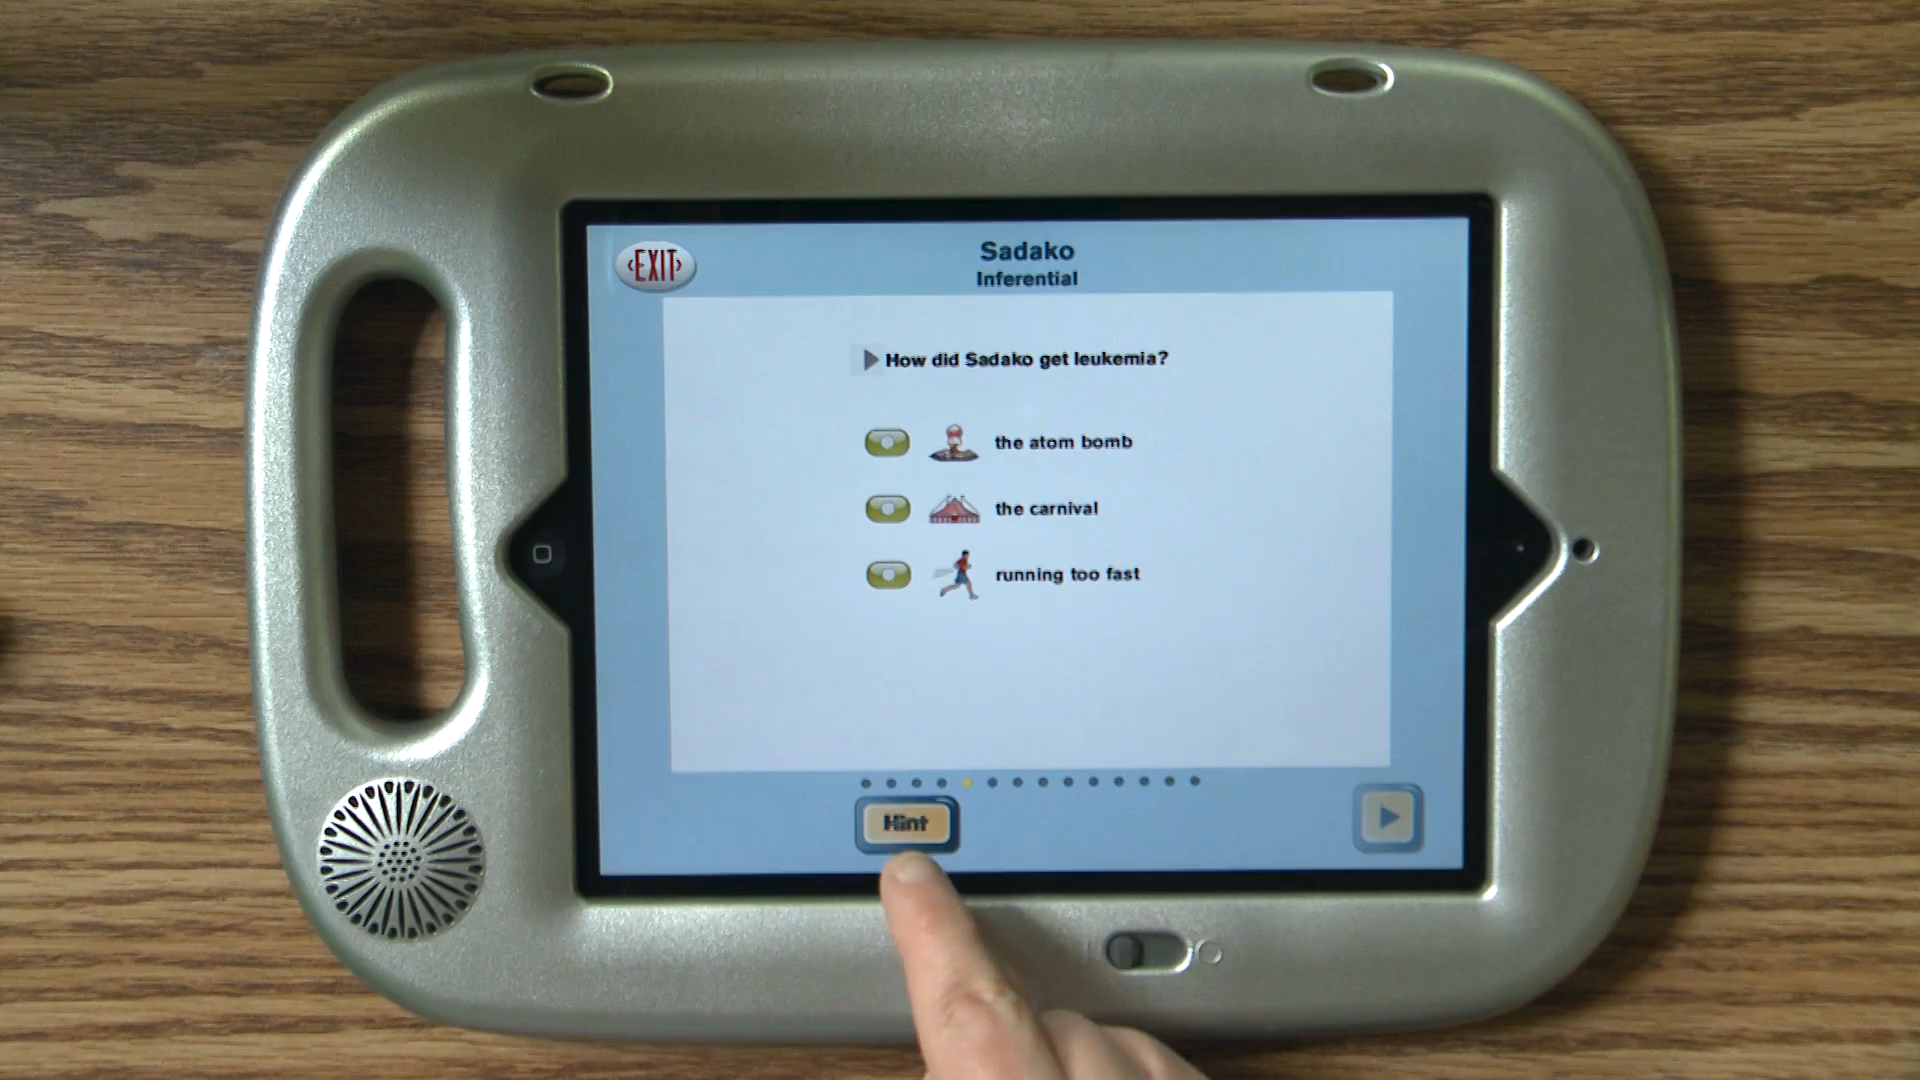 EXIT
Sadako
Inferential
How did Sadako get leukemia?
the atom bomb
the carnival
running too fast
Hint